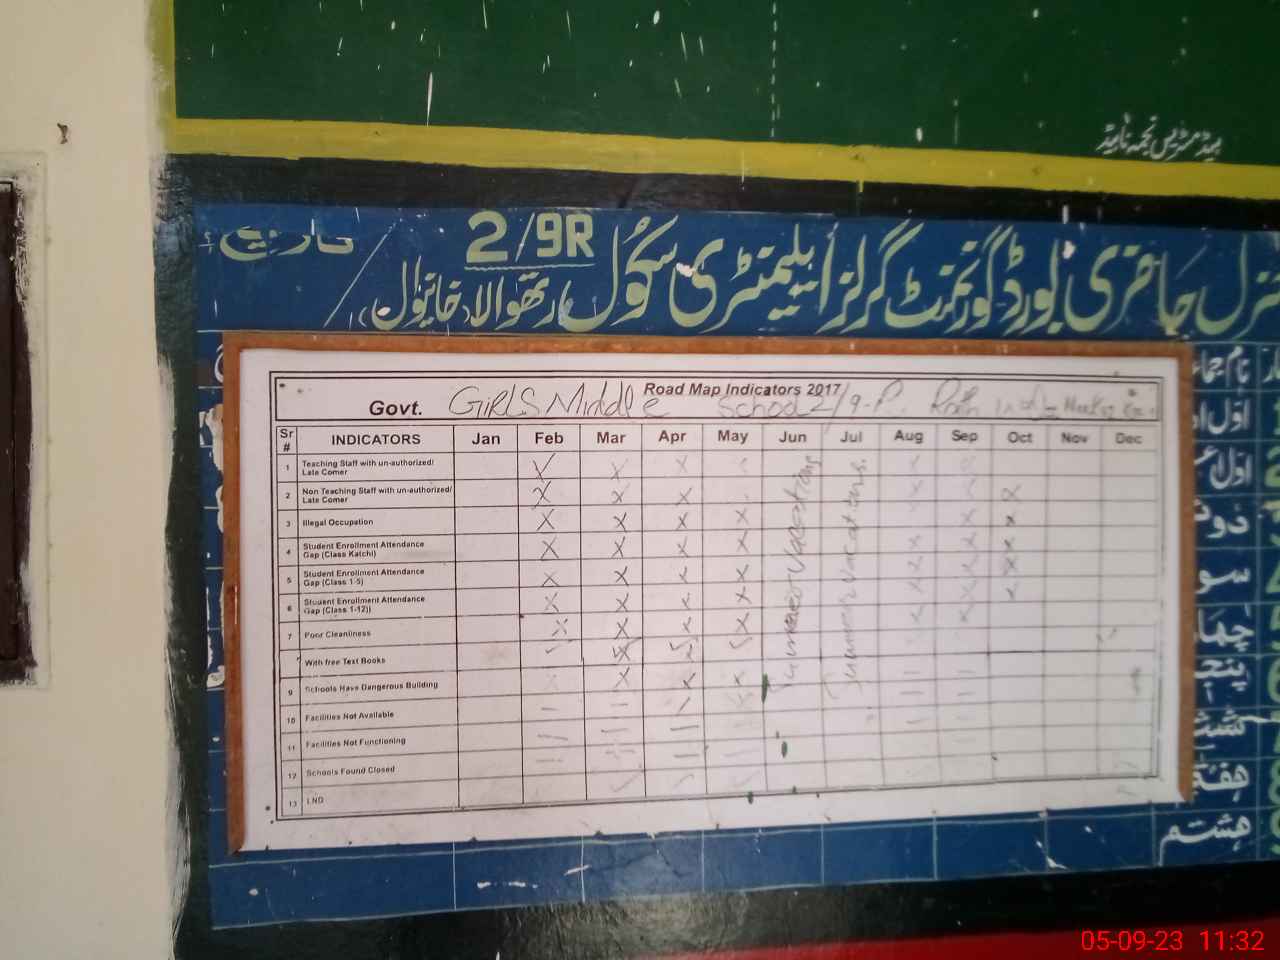 ہیڈ مسٹریس نجمہ ناہید
جنرل حاضری بورڈ گورنمنٹ گرلز ایلیمنٹری سکول 2/9R تاریخ
رتھوالا (خانیوال)
Road Map Indicators 2017
Govt. GIRLS Middle School 2/9-R
Sr # INDICATORS Jan Feb Mar Apr May Jun Jul Aug Sep Oct Nov Dec
1 Teaching Staff with un-authorized/ Late Comer
2 Non Teaching Staff with un-authorized/ Late Comer
3 Illegal Occupation
4 Student Enrollment Attendance Gap (Class Katchi)
5 Student Enrollment Attendance Gap (Class 1-5)
6 Student Enrollment Attendance Gap (Class 1-12))
7 Poor Cleanliness
With free Text Books
9 Schools Have Dangerous Building
10 Facilities Not Available
11 Facilities Not Functioning
12 Schools Found Closed
13 LND
Summer Vacations
Summer Vacations.
نام جماعت
اول
اول
چہارم
پنجم
ششم
ہفتم
ہشتم
05-09-23 11:32